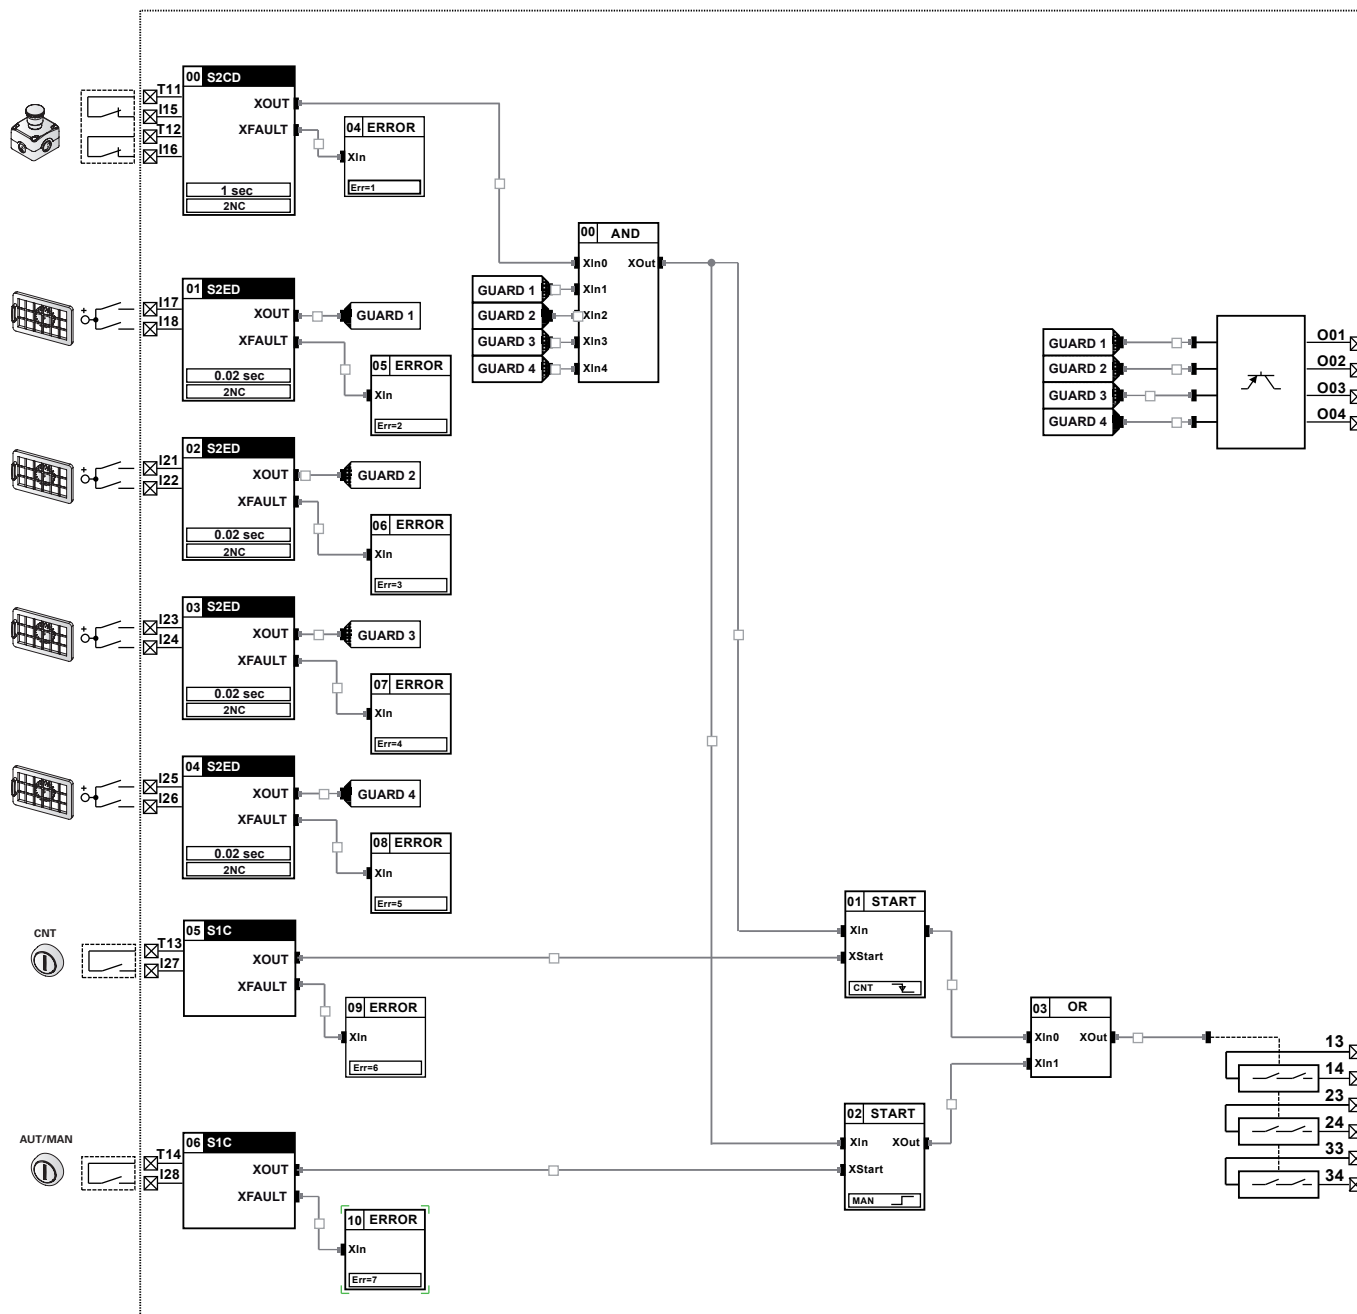 00 S2CD
T11
XOUT
I15
T12
XFAULT
I16
04 ERROR
XIn
Err=1
1 sec
2NC
00 AND
XIn0 XOut
GUARD 1 XIn1
GUARD 2 XIn2
GUARD 3 XIn3
GUARD 4 XIn4
01 S2ED
+
I17
XOUT
I18
XFAULT
GUARD 1
05 ERROR
XIn
Err=2
0.02 sec
2NC
GUARD 1 O01
GUARD 2 O02
GUARD 3 O03
GUARD 4 O04
02 S2ED
+
I21
XOUT
I22
XFAULT
GUARD 2
06 ERROR
XIn
Err=3
0.02 sec
2NC
03 S2ED
+
I23
XOUT
I24
XFAULT
GUARD 3
07 ERROR
XIn
Err=4
0.02 sec
2NC
04 S2ED
+
I25
XOUT
I26
XFAULT
GUARD 4
08 ERROR
XIn
Err=5
0.02 sec
2NC
CNT
05 S1C
T13
XOUT
I27
XFAULT
09 ERROR
XIn
Err=6
01 START
XIn
XStart
CNT
03 OR
XIn0 XOut
XIn1
13
14
23
24
33
34
AUT/MAN
06 S1C
T14
XOUT
I28
XFAULT
10 ERROR
XIn
Err=7
02 START
XIn XOut
XStart
MAN